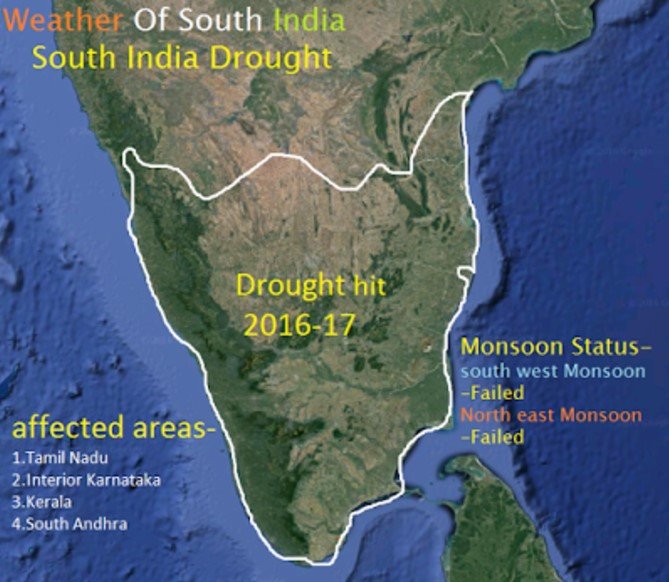 Weather Of South India
South India Drought
Drought hit
2016-17
Monsoon Status-
south west Monsoon
-Failed
North east Monsoon
-Failed
affected areas-
1.Tamil Nadu
2.Interior Karnataka
3.Kerala
4.South Andhra